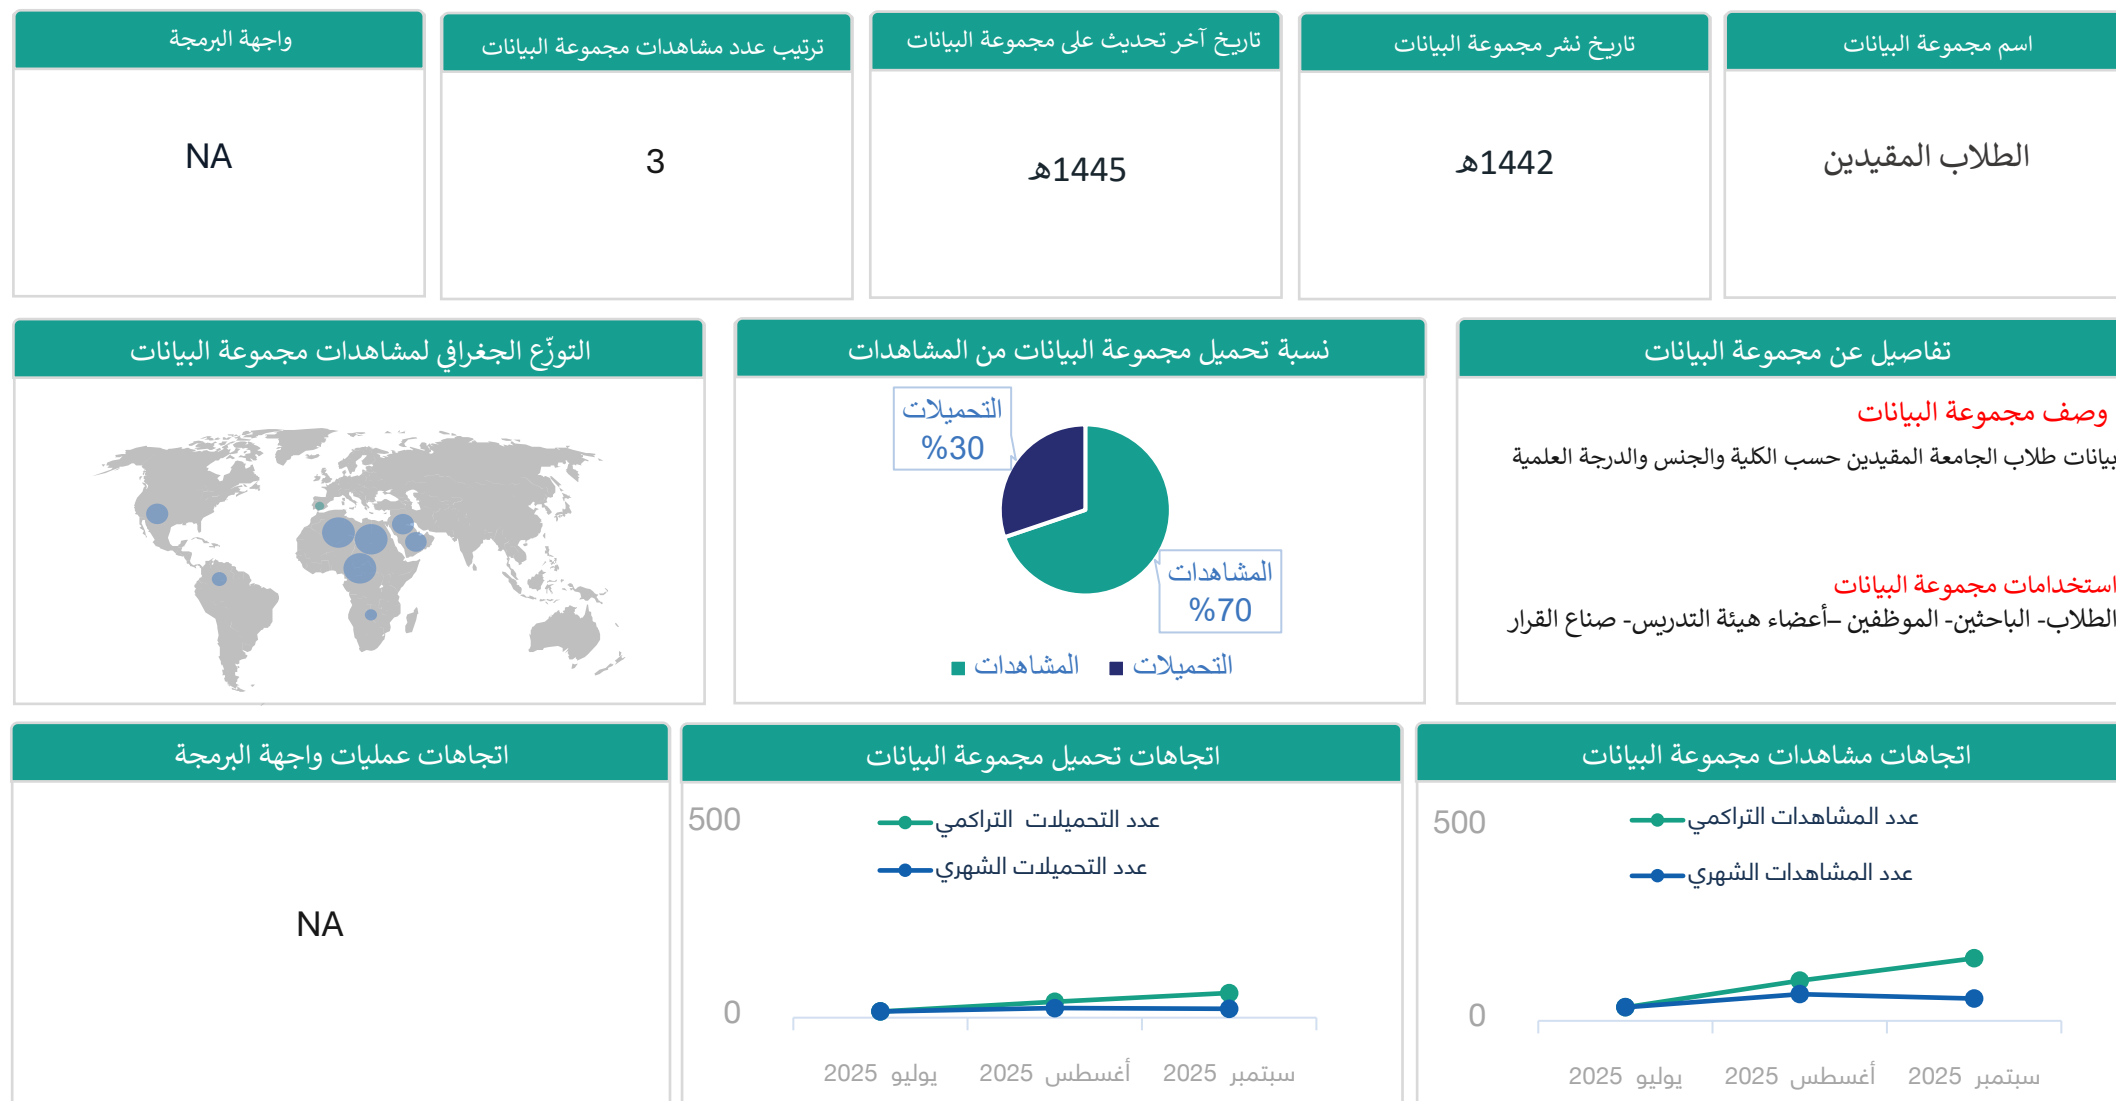 اسم مجموعة البيانات
الطلاب المقيدين
تاريخ نشر مجموعة البيانات
1442هـ
تاريخ آخر تحديث على مجموعة البيانات
1445هـ
ترتيب عدد مشاهدات مجموعة البيانات
3
واجهة البرمجة
NA
تفاصيل عن مجموعة البيانات
وصف مجموعة البيانات
بيانات طلاب الجامعة المقيدين حسب الكلية والجنس والدرجة العلمية
استخدامات مجموعة البيانات
الطلاب- الباحثين- الموظفين –أعضاء هيئة التدريس- صناع القرار
نسبة تحميل مجموعة البيانات من المشاهدات
التحميلات
%30
المشاهدات
%70
التحميلات
المشاهدات
التوزّع الجغرافي لمشاهدات مجموعة البيانات
اتجاهات مشاهدات مجموعة البيانات
500
عدد المشاهدات التراكمي
عدد المشاهدات الشهري
0
يوليو 2025
أغسطس 2025
سبتمبر 2025
اتجاهات تحميل مجموعة البيانات
500
عدد التحميلات التراكمي
عدد التحميلات الشهري
0
يوليو 2025
أغسطس 2025
سبتمبر 2025
اتجاهات عمليات واجهة البرمجة
NA